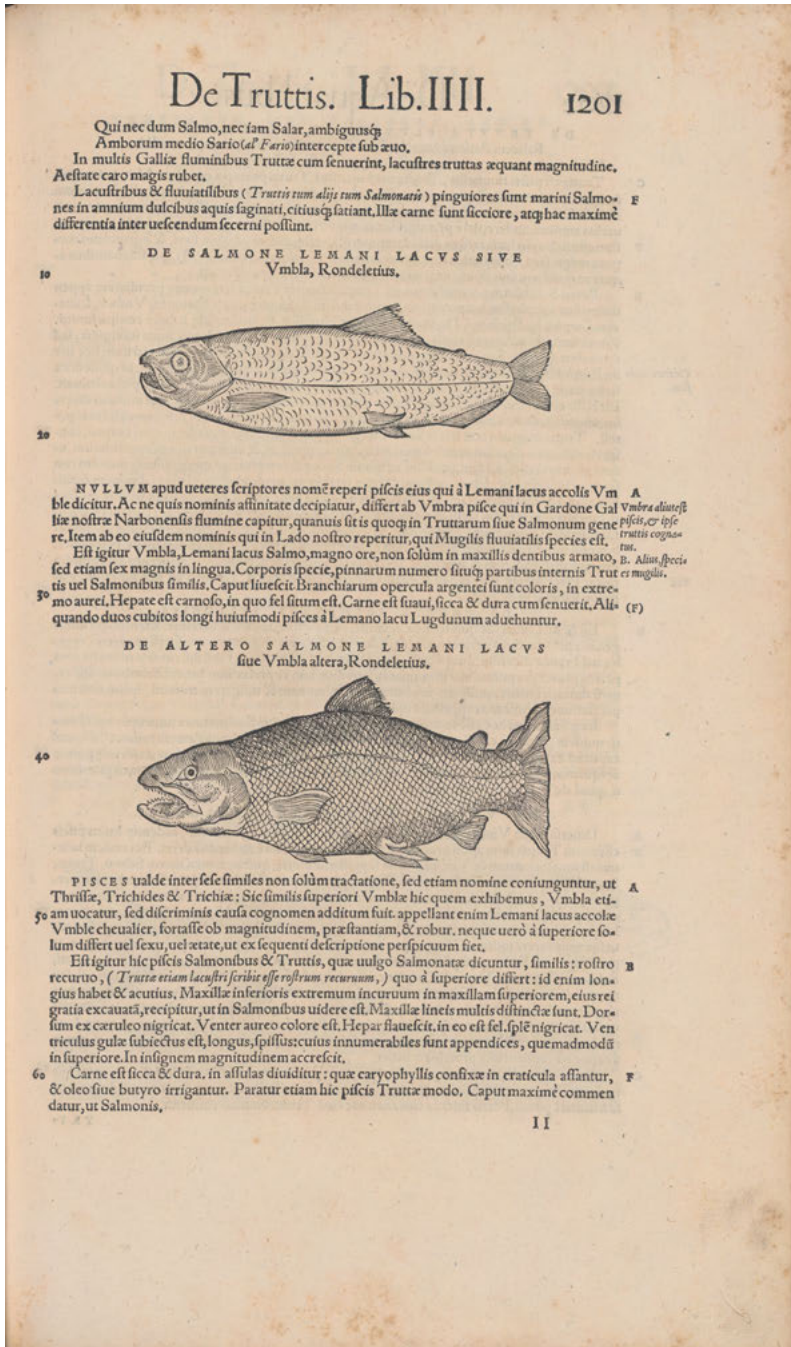 De Truttis. Lib. IIII. 1201
Qui nec dum Salmo, nec iam Salar, ambiguusq́;
Amborum medio Sario (al' Fario) intercepte sub æuo.
In multis Galliæ fluminibus Truttæ cum senuerint, lacustres truttas æquant magnitudine.
Aestate caro magis rubet.
Lacustribus & fluuiatilibus (Truttis tum alijs tum Salmonatis) pinguiores sunt marini Salmo- F
nes in amnium dulcibus aquis saginati, citiusq́; satiant. Illæ carne sunt sicciore, atq; hac maximè
differentia inter uescendum secerni possunt.
DE SALMONE LEMANI LACVS SIVE
10 Vmbla, Rondeletius.
20
NVLLVM apud ueteres scriptores nomē reperi piscis eius qui à Lemani lacus accolis Vm A
ble dicitur. Ac ne quis nominis affinitate decipiatur, differt ab Vmbra pisce qui in Gardone Gal Vmbra aliut est
liæ nostræ Narbonensis flumine capitur, quanuis sit is quoq; in Truttarum siue Salmonum gene piscis, & ipse
re. Item ab eo eiusdem nominis qui in Lado nostro reperitur, qui Mugilis fluuiatilis species est. truttis cogna-
tus.
Est igitur Vmbla, Lemani lacus Salmo, magno ore, non solùm in maxillis dentibus armato, B. Alius, speci-
sed etiam sex magnis in lingua. Corporis specie, pinnarum numero situq́; partibus internis Trut es mugilis.
30 tis uel Salmonibus similis. Caput liuescit. Branchiarum opercula argentei sunt coloris, in extre-
mo aurei. Hepate est carnoso, in quo fel situm est. Carne est suaui, sicca & dura cum senuerit. Ali- (F)
quando duos cubitos longi huiusmodi pisces à Lemano lacu Lugdunum aduehuntur.
DE ALTERO SALMONE LEMANI LACVS
siue Vmbla altera, Rondeletius.
40
PISCES ualde inter sese similes non solùm tractatione, sed etiam nomine coniunguntur, ut A
Thrissæ, Trichides & Trichiæ: Sic similis superiori Vmblæ hic quem exhibemus, Vmbla eti-
50 am uocatur, sed discriminis causa cognomen additum fuit. appellant enim Lemani lacus accolæ
Vmble cheualier, fortasse ob magnitudinem, præstantiam, & robur. neque uerò à superiore so-
lum differt uel sexu, uel ætate, ut ex sequenti descriptione perspicuum fiet.
Est igitur hic piscis Salmonibus & Truttis, quæ uulgò Salmonatæ dicuntur, similis: rostro B
recuruo, (Truttæ etiam lacustri scribit esse rostrum recuruum,) quo à superiore differt: id enim lon-
gius habet & acutius. Maxillæ inferioris extremum incuruum in maxillam superiorem, eius rei
gratia excauatā, recipitur, ut in Salmonibus uidere est. Maxillæ lineis multis distinctæ sunt. Dor-
sum ex cæruleo nigricat. Venter aureo colore est. Hepar flauescit. in eo est fel. splē nigricat. Ven
triculus gulæ subiectus est, longus, spissus: cuius innumerabiles sunt appendices, quemadmodū
in superiore. In insignem magnitudinem accrescit.
60 Carne est sicca & dura. in assulas diuiditur: quæ caryophyllis confixæ in craticula assantur, F
& oleo siue butyro irrigantur. Paratur etiam hic piscis Truttæ modo. Caput maximè commen
datur, ut Salmonis.
II